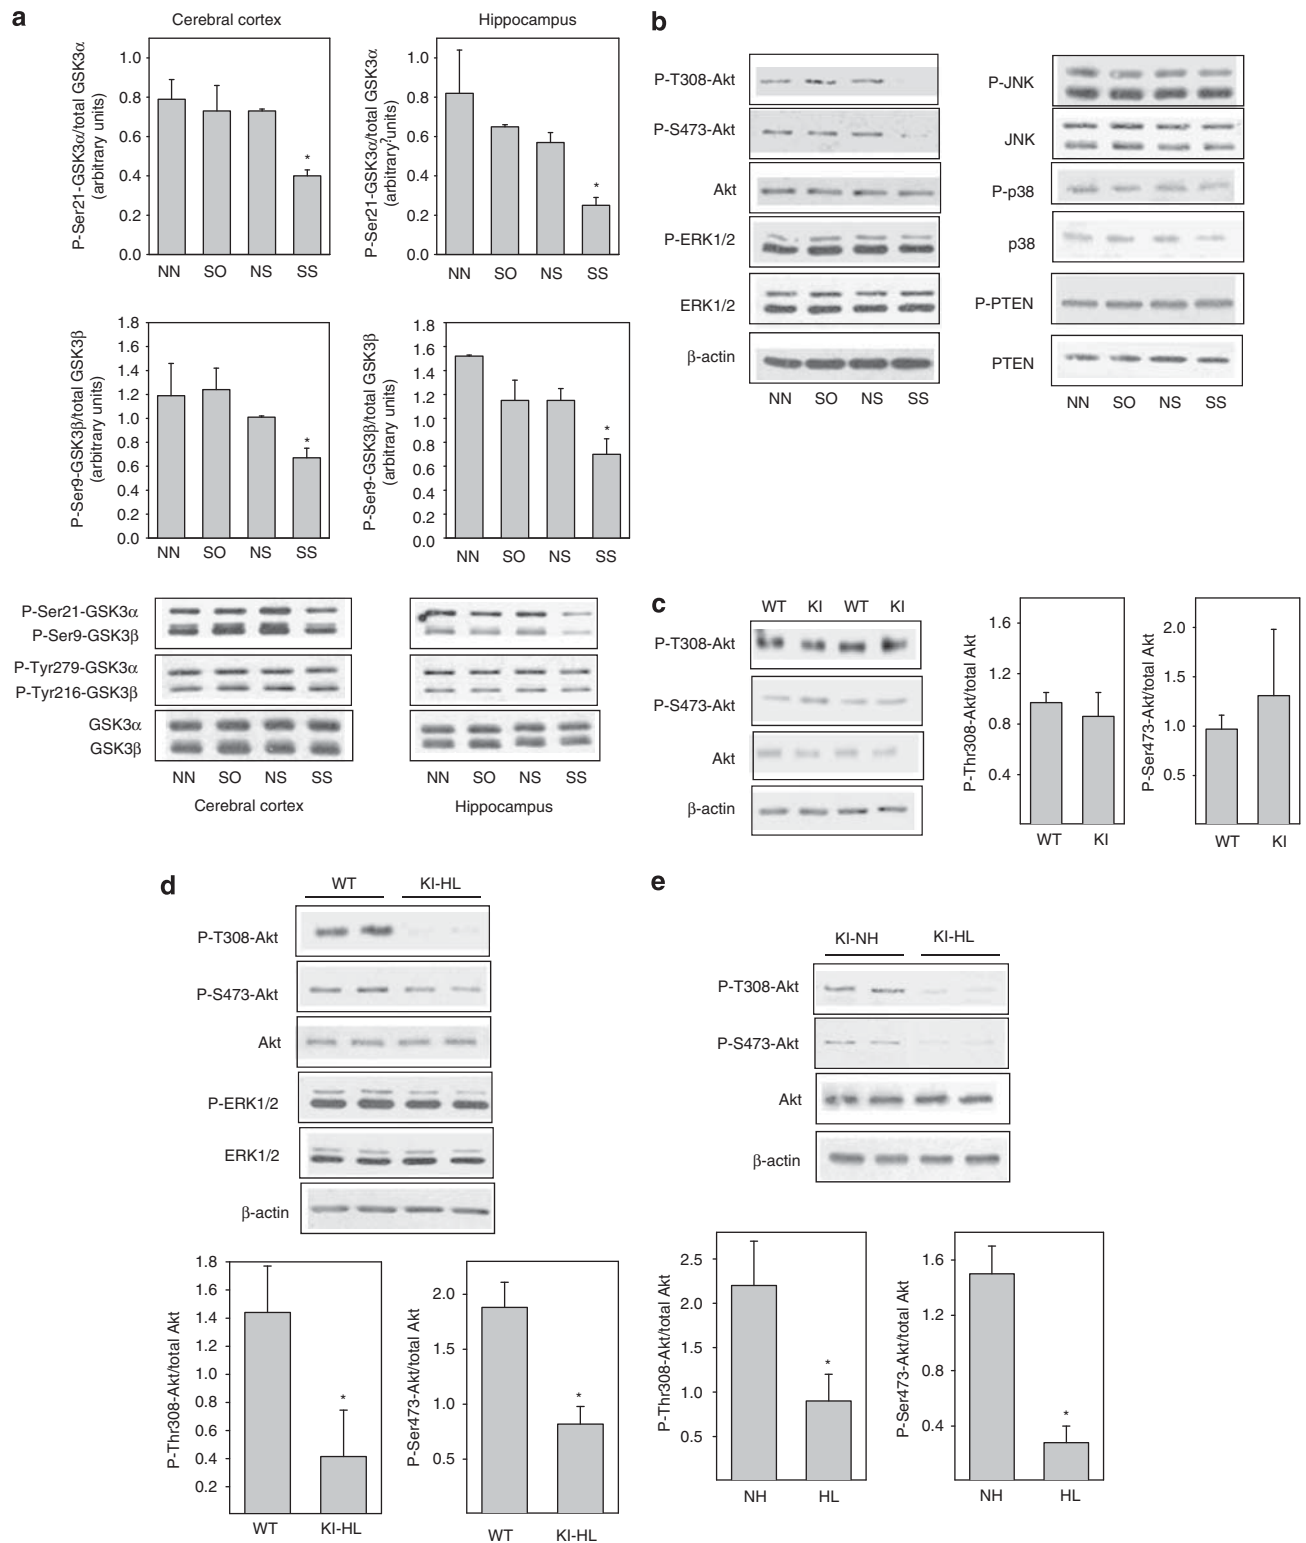 a
Cerebral cortex
Hippocampus
P-Ser21-GSK3α/total GSK3α
(arbitrary units)
1.0
0.8
0.6
0.4
0.2
0.0
NN SO NS SS
*
P-Ser21-GSK3α/total GSK3α
(arbitrary?units)
1.0
0.8
0.6
0.4
0.2
0.0
NN SO NS SS
*
P-Ser9-GSK3β/total GSK3β
(arbitrary units)
1.8
1.6
1.4
1.2
1.0
0.8
0.6
0.4
0.2
0.0
NN SO NS SS
*
P-Ser9-GSK3β/total GSK3β
(arbitrary units)
1.8
1.6
1.4
1.2
1.0
0.8
0.6
0.4
0.2
0.0
NN SO NS SS
*
P-Ser21-GSK3α
P-Ser9-GSK3β
P-Tyr279-GSK3α
P-Tyr216-GSK3β
GSK3α
GSK3β
NN SO NS SS
Cerebral cortex
NN SO NS SS
Hippocampus
b
P-T308-Akt
P-S473-Akt
Akt
P-ERK1/2
ERK1/2
β-actin
NN SO NS SS
P-JNK
JNK
P-p38
p38
P-PTEN
PTEN
NN SO NS SS
c
WT KI WT KI
P-T308-Akt
P-S473-Akt
Akt
β-actin
P-Thr308-Akt/total Akt
1.6
1.2
0.8
0.4
WT KI
P-Ser473-Akt/total Akt
2.0
1.5
1.0
0.5
WT KI
d
WT KI-HL
P-T308-Akt
P-S473-Akt
Akt
P-ERK1/2
ERK1/2
β-actin
P-Thr308-Akt/total Akt
1.8
1.6
1.4
1.2
1.0
0.8
0.6
0.4
0.2
*
WT KI-HL
P-Ser473-Akt/total Akt
2.0
1.5
1.0
0.5
*
WT KI-HL
e
KI-NH KI-HL
P-T308-Akt
P-S473-Akt
Akt
β-actin
P-Thr308-Akt/total Akt
2.5
2.0
1.5
1.0
0.5
*
NH HL
P-Ser473-Akt/total Akt
1.6
1.2
0.8
0.4
*
NH HL